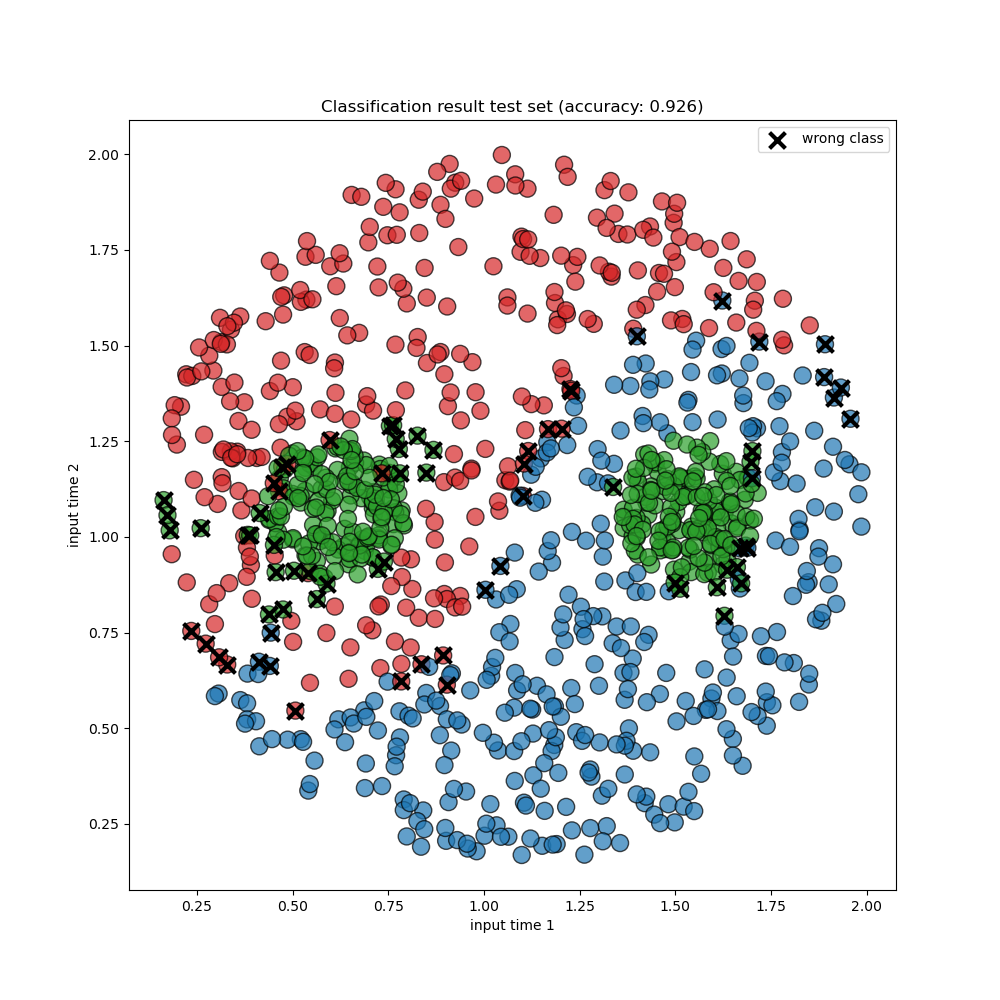 Classification result test set (accuracy: 0.926)
wrong class
2.00
1.75
1.50
1.25
1.00
0.75
0.50
0.25
input time 2
0.25 0.50 0.75 1.00 1.25 1.50 1.75 2.00
input time 1